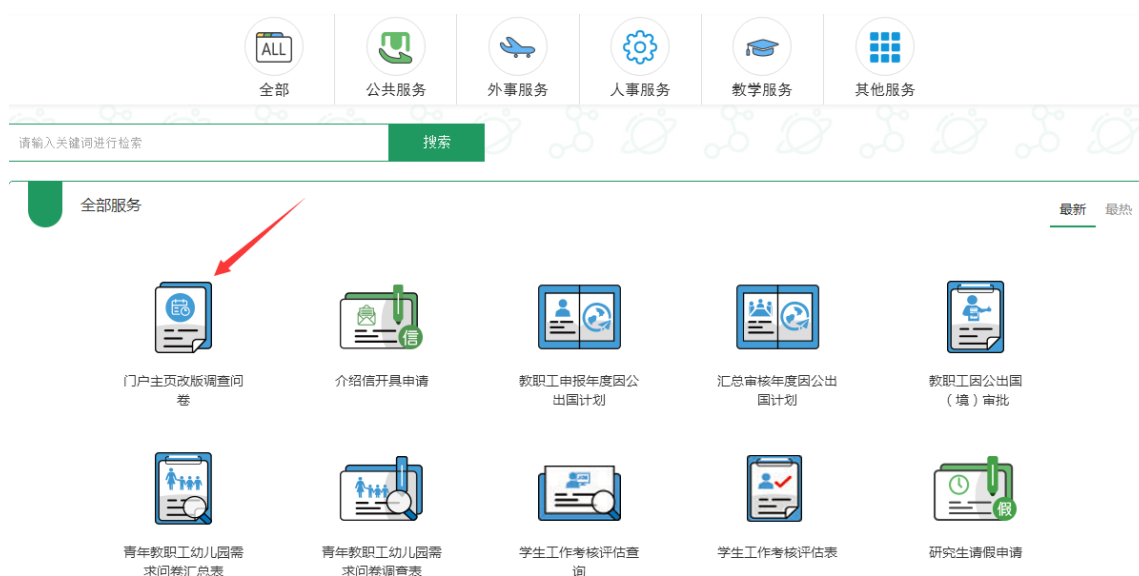 ALL
全部
公共服务
外事服务
人事服务
教学服务
其他服务
请输入关键词进行检索
搜索
全部服务
最新
最热
信
门户主页改版调查问
卷
介绍信开具申请
教职工申报年度因公
出国计划
汇总审核年度因公出
国计划
教职工因公出国
（境）审批
假
青年教职工幼儿园需
求问卷汇总表
青年教职工幼儿园需
求问卷调查表
学生工作考核评估查
询
学生工作考核评估表
研究生请假申请